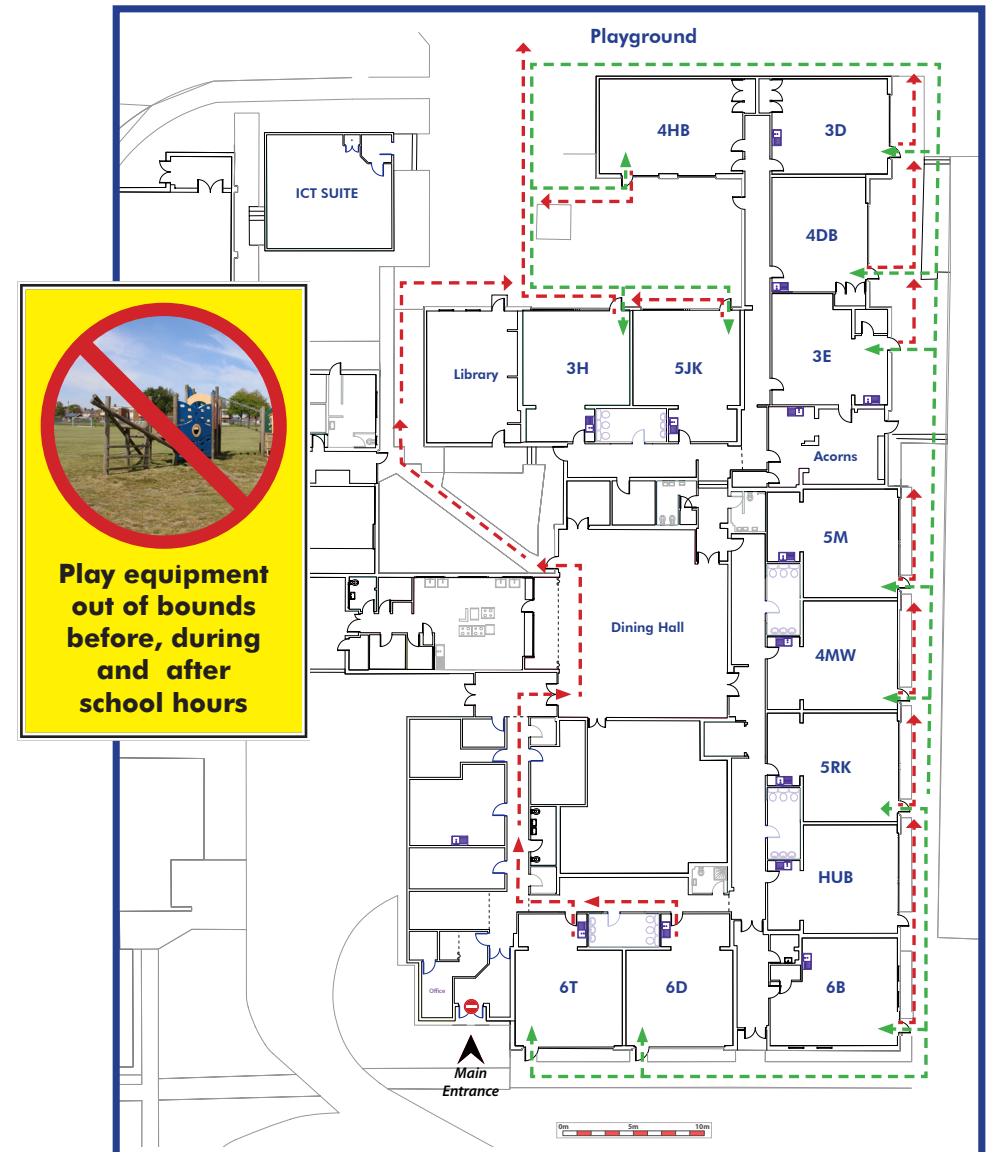 Playground
4HB
3D
ICT SUITE
4DB
3E
Library
3H
5JK
Acorns
5M
Play equipment
out of bounds
before, during
and after
school hours
Dining Hall
4MW
5RK
HUB
6T
6D
6B
Office
Main
Entrance
0m
5m
10m